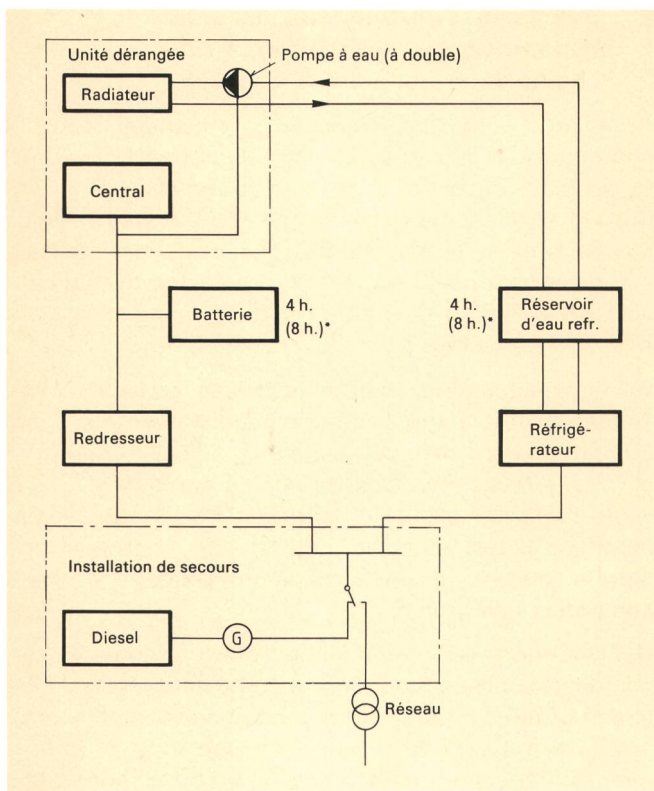 Unité dérangée
Pompe à eau (à double)
Radiateur
Central
Batterie
4 h.
(8 h.)*
4 h.
(8 h.)*
Réservoir
d'eau refr.
Redresseur
Réfrigé-
rateur
Installation de secours
Diesel
G
Réseau